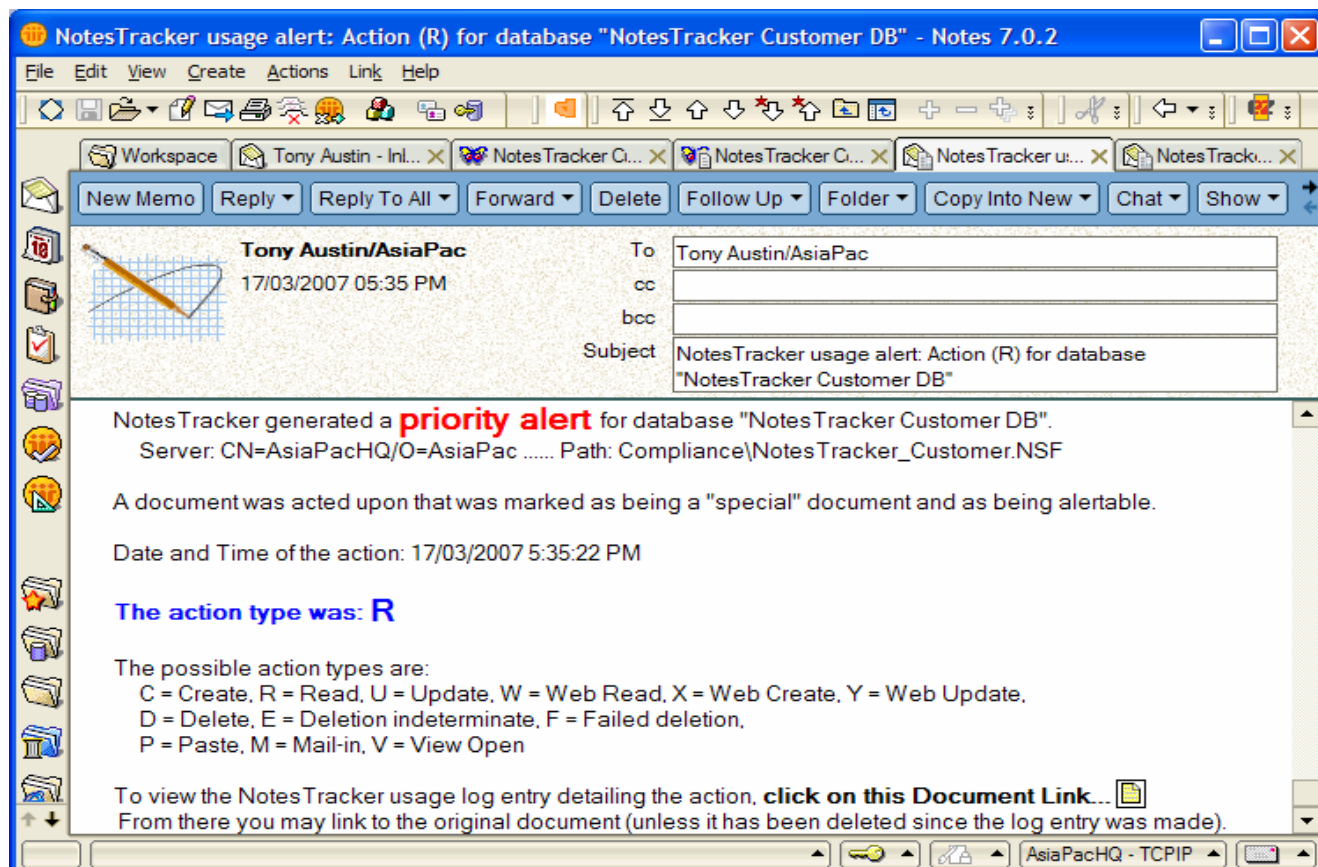 NotesTracker usage alert: Action (R) for database "NotesTracker Customer DB" - Notes 7.0.2
File Edit View Create Actions Link Help
Workspace Tony Austin - Inl... NotesTracker C... NotesTracker C... NotesTracker u... NotesTrack...
New Memo Reply Reply To All Forward Delete Follow Up Folder Copy Into New Chat Show
Tony Austin/AsiaPac
17/03/2007 05:35 PM
To Tony Austin/AsiaPac
cc
bcc
Subject NotesTracker usage alert: Action (R) for database
"NotesTracker Customer DB"
NotesTracker generated a priority alert for database "NotesTracker Customer DB".
Server: CN=AsiaPacHQ/O=AsiaPac ...... Path: Compliance\NotesTracker_Customer.NSF
A document was acted upon that was marked as being a "special" document and as being alertable.
Date and Time of the action: 17/03/2007 5:35:22 PM
The action type was: R
The possible action types are:
C = Create, R = Read, U = Update, W = Web Read, X = Web Create, Y = Web Update,
D = Delete, E = Deletion indeterminate, F = Failed deletion,
P = Paste, M = Mail-in, V = View Open
To view the NotesTracker usage log entry detailing the action, click on this Document Link...
From there you may link to the original document (unless it has been deleted since the log entry was made).
AsiaPacHQ - TCPIP